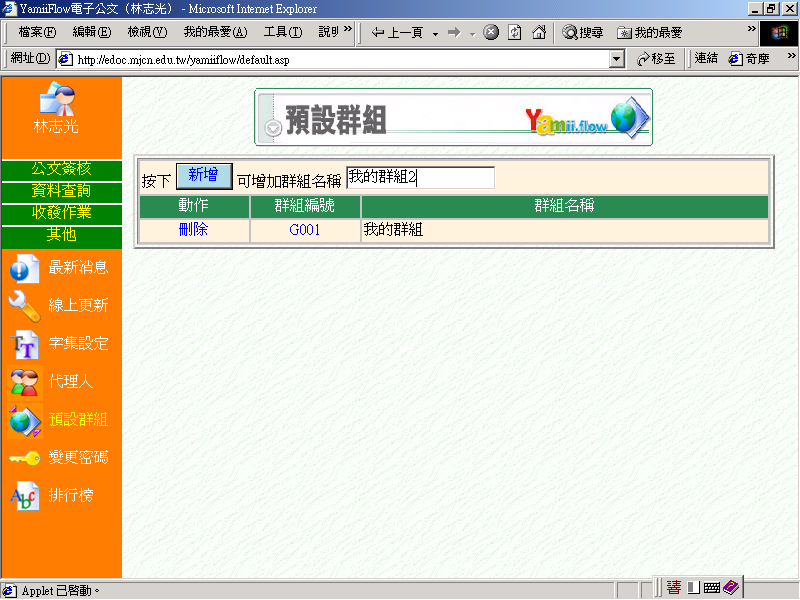 YamiiFlow電子公文（林志光） - Microsoft Internet Explorer
檔案(F) 編輯(E) 檢視(V) 我的最愛(A) 工具(T) 說明 » 上一頁 搜尋 我的最愛 »
網址(D) http://edoc.mjcn.edu.tw/yamiiflow/default.asp 移至 連結 奇摩 »
林志光
公文簽核
資料查詢
收發作業
其他
最新消息
線上更新
字集設定
代理人
預設群組
變更密碼
排行榜
預設群組 Yamii.flow
按下 新增 可增加群組名稱 我的群組2
動作 群組編號 群組名稱
刪除 G001 我的群組
Applet 已啓動。